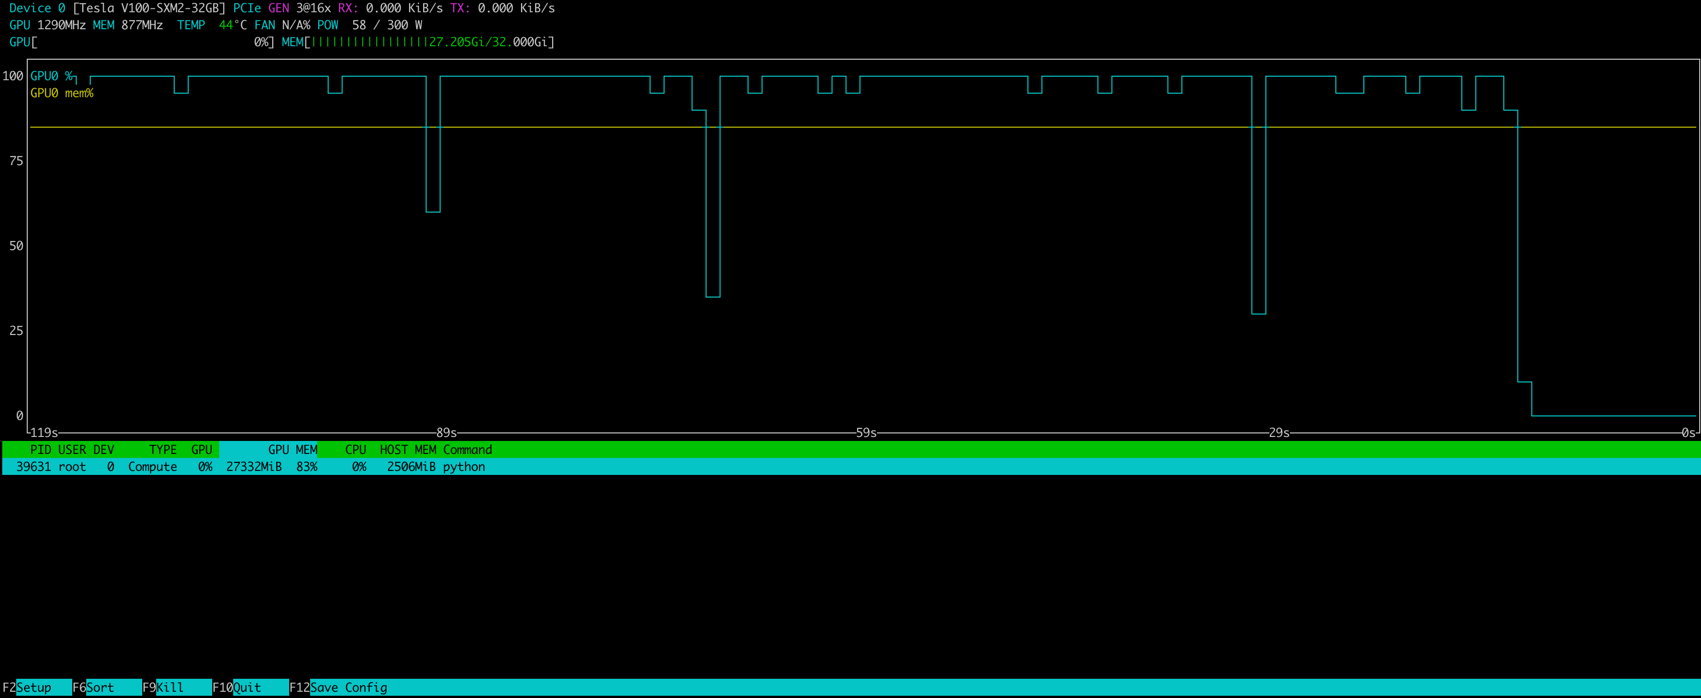 Device 0 [Tesla V100-SXM2-32GB] PCIe GEN 3@16x RX: 0.000 KiB/s TX: 0.000 KiB/s
GPU 1290MHz MEM 877MHz TEMP 44°C FAN N/A% POW 58 / 300 W
GPU[ 0%] MEM[|||||||||||||||||27.205Gi/32.000Gi]
100 GPU0 %
GPU0 mem%
75
50
25
0
119s 89s 59s 29s 0s
PID USER DEV TYPE GPU GPU MEM CPU HOST MEM Command
39631 root 0 Compute 0% 27332MiB 83% 0% 2506MiB python
F2Setup F6Sort F9Kill F10Quit F12Save Config